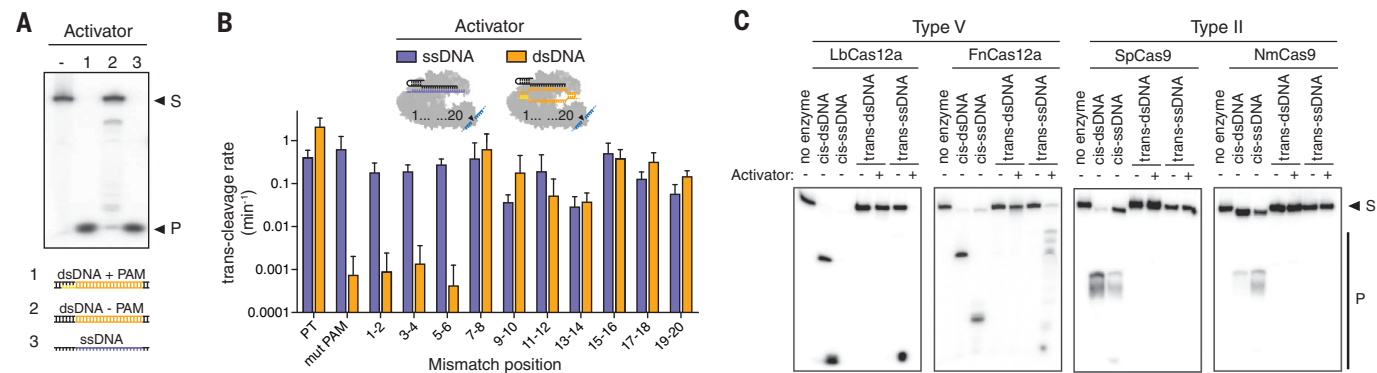 A
Activator
- 1 2 3
S
P
1 dsDNA + PAM
2 dsDNA - PAM
3 ssDNA
B
Activator
ssDNA dsDNA
1... ...20 1... ...20
trans-cleavage rate
(min-1)
1
0.1
0.01
0.001
0.0001
PT mut PAM 1-2 3-4 5-6 7-8 9-10 11-12 13-14 15-16 17-18 19-20
Mismatch position
C
Type V Type II
LbCas12a FnCas12a SpCas9 NmCas9
no enzyme cis-dsDNA cis-ssDNA trans-dsDNA trans-ssDNA no enzyme cis-dsDNA cis-ssDNA trans-dsDNA trans-ssDNA no enzyme cis-dsDNA cis-ssDNA trans-dsDNA trans-ssDNA no enzyme cis-dsDNA cis-ssDNA trans-dsDNA trans-ssDNA
Activator: - - - - + - + - - - - + - + - - - - + - + - - - - + - +
S
P